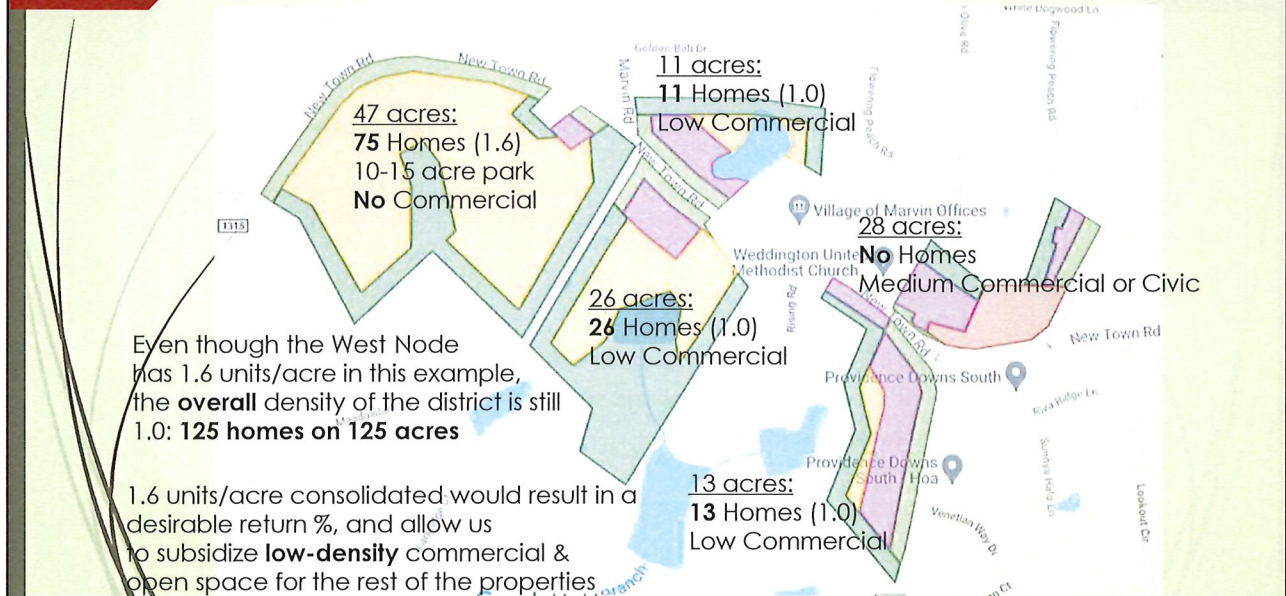 White Dogwood Ln
Olive Rd
Flowering Peach Rd
Golden Bell Dr
New Town Rd
New Town Rd
Marvin Rd
11 acres:
11 Homes (1.0)
Low Commercial
Flowering Peach Rd
47 acres:
75 Homes (1.6)
10-15 acre park
No Commercial
New Town Rd
1315
Village of Marvin Offices
28 acres:
No Homes
Medium Commercial or Civic
Weddington Unite
Methodist Church
Rising Rd
New Town Rd
New Town Rd
26 acres:
26 Homes (1.0)
Low Commercial
Providence Downs South
Rva Ridge Ln
Even though the West Node
has 1.6 units/acre in this example,
the overall density of the district is still
1.0: 125 homes on 125 acres
Providence Downs
South Hoa
Sunnys Halo Ln
Lookout Cir
13 acres:
13 Homes (1.0)
Low Commercial
Venetian Way Dr
1.6 units/acre consolidated would result in a
desirable return %, and allow us
to subsidize low-density commercial &
open space for the rest of the properties
Branch
Ct